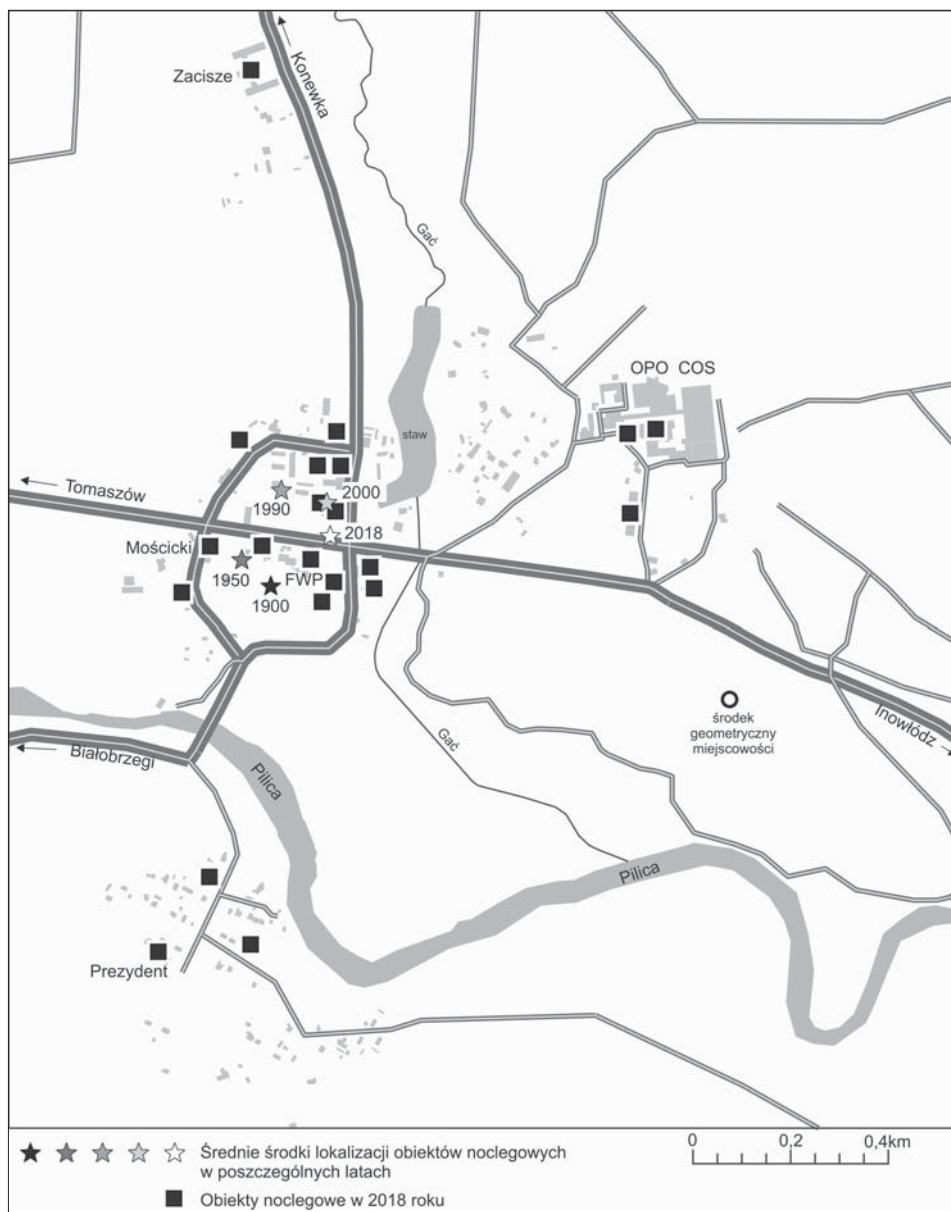 Konewka
Zacisze
Gać
OPO COS
staw
Tomaszów
2000
1990
2018
Mościcki
1950
FWP
1900
środek
geometryczny
miejscowości
Inowłódz
Gać
Białobrzegi
Pilica
Pilica
Prezydent
Średnie środki lokalizacji obiektów noclegowych
w poszczególnych latach
0 0,2 0,4km
Obiekty noclegowe w 2018 roku